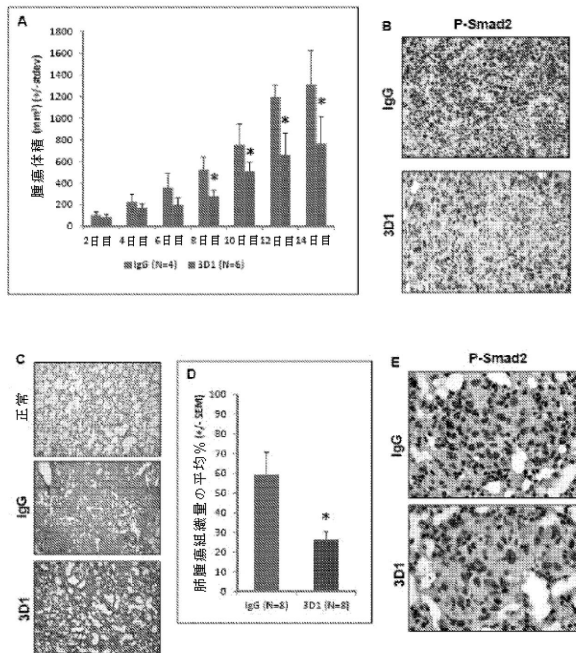 A
腫瘍体積 (mm³) (+/- stdev)
1800
1600
1400
1200
1000
800
600
400
200
0
*
*
*
*
2日目
4日目
6日目
8日目
10日目
12日目
14日目
IgG (N=4)
3D1 (N=6)
B
P-Smad2
IgG
3D1
C
正常
IgG
3D1
D
肺腫瘍組織量の平均% (+/- SEM)
100
90
80
70
60
50
40
30
20
10
0
*
IgG (N=8)
3D1 (N=8)
E
P-Smad2
IgG
3D1